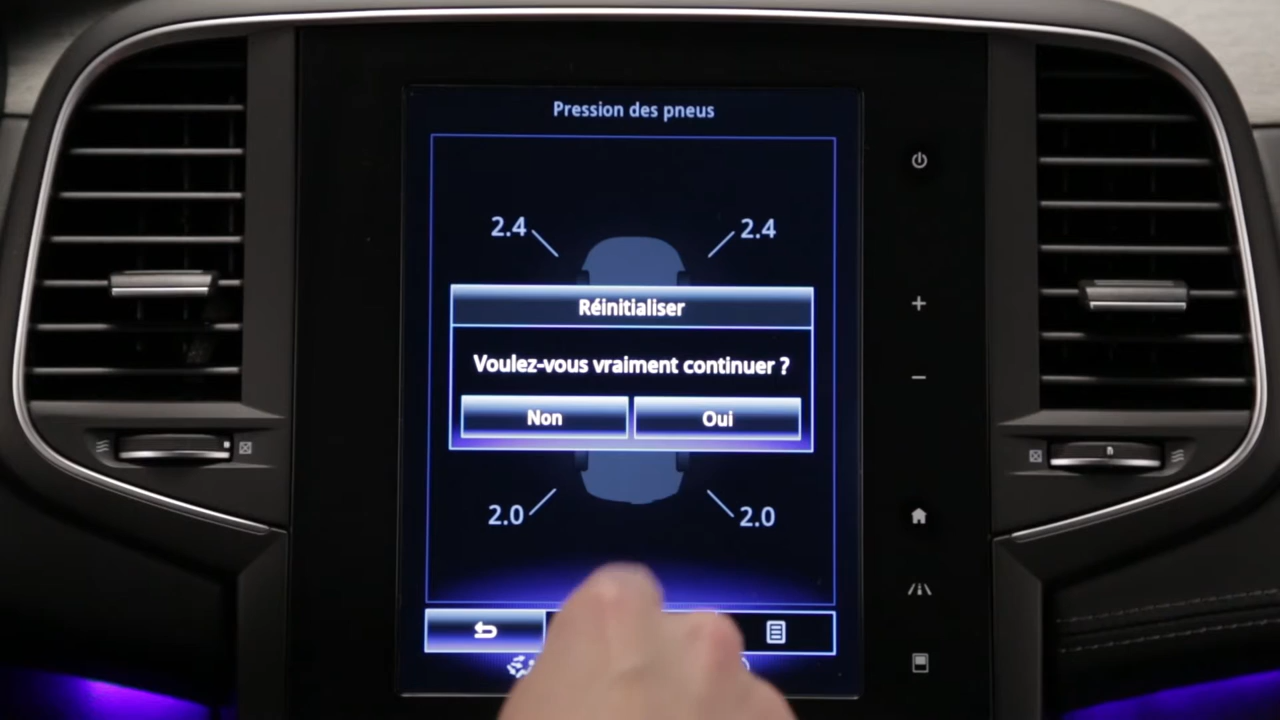 Pression des pneus
2.4
2.4
Réinitialiser
Voulez-vous vraiment continuer ?
Non
Oui
2.0
2.0